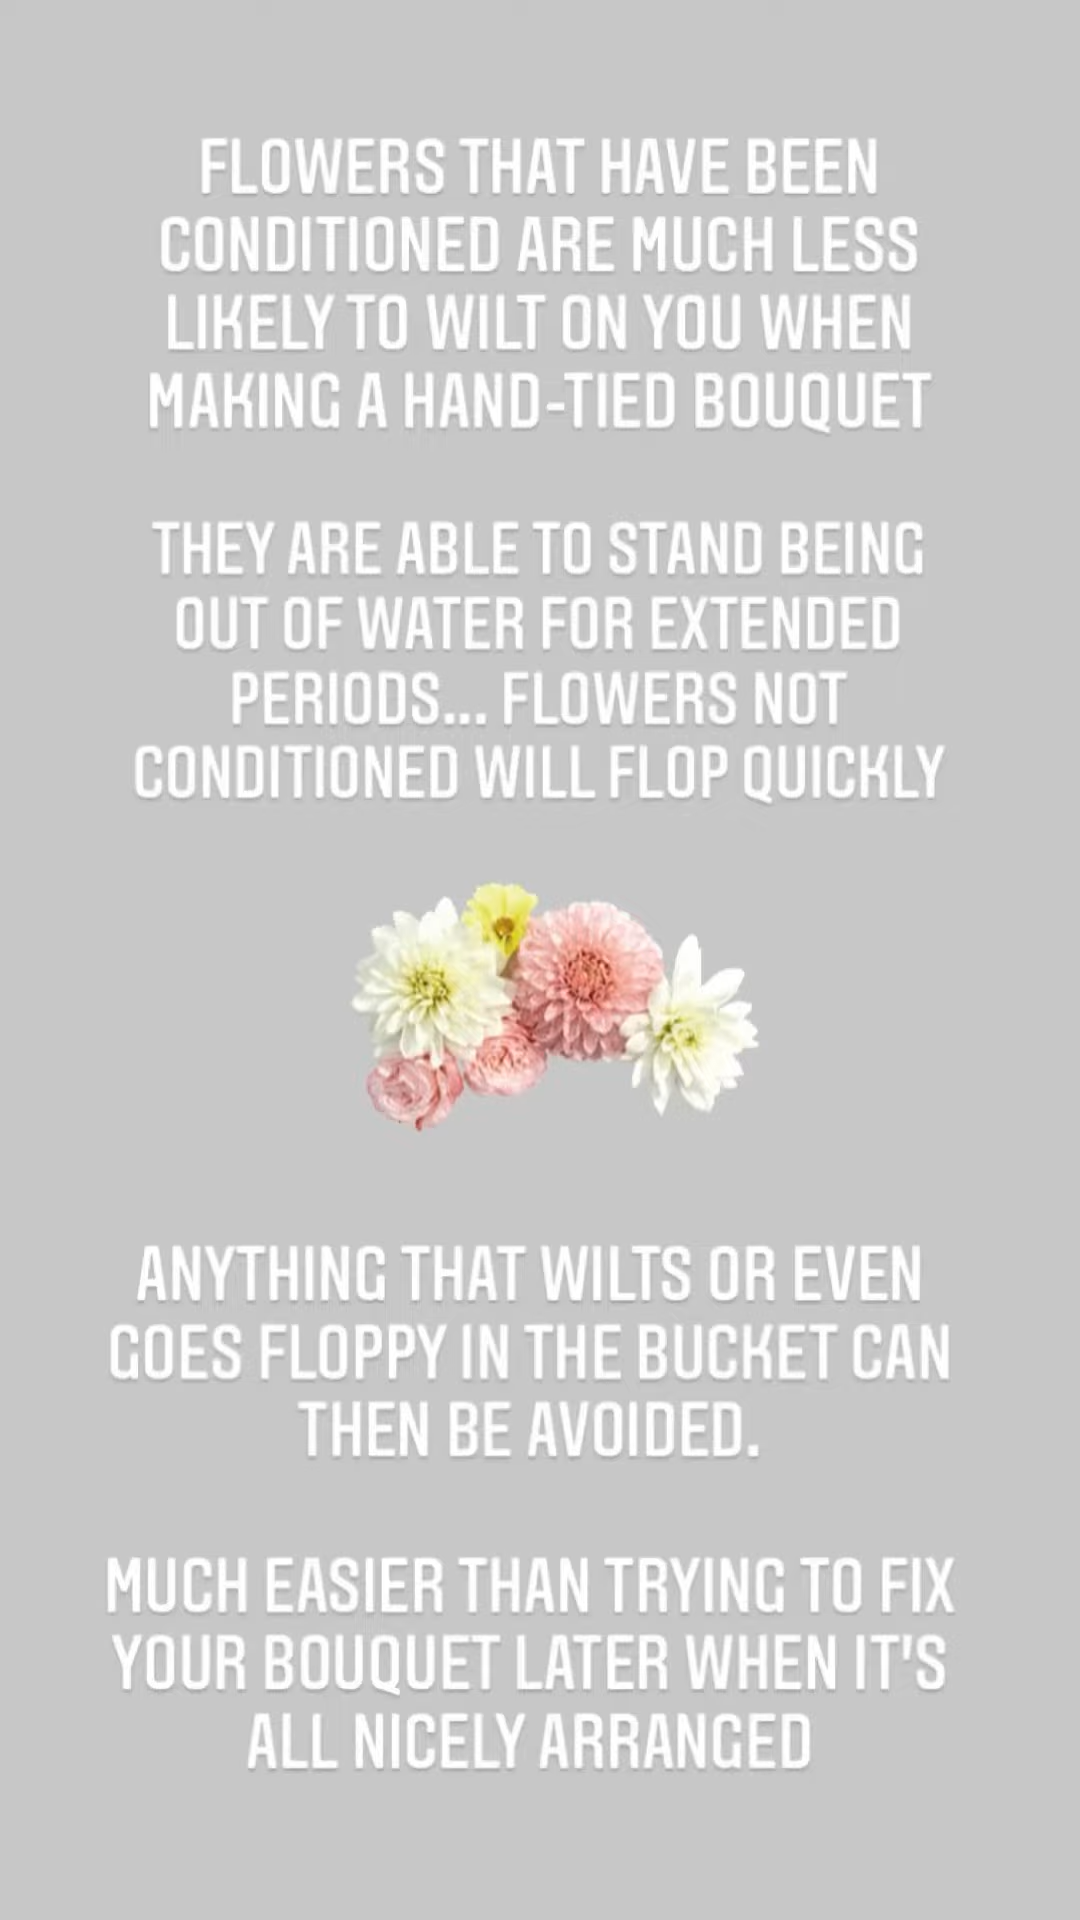 FLOWERS THAT HAVE BEEN
CONDITIONED ARE MUCH LESS
LIKELY TO WILT ON YOU WHEN
MAKING A HAND-TIED BOUQUET
THEY ARE ABLE TO STAND BEING
OUT OF WATER FOR EXTENDED
PERIODS... FLOWERS NOT
CONDITIONED WILL FLOP QUICKLY
ANYTHING THAT WILTS OR EVEN
GOES FLOPPY IN THE BUCKET CAN
THEN BE AVOIDED.
MUCH EASIER THAN TRYING TO FIX
YOUR BOUQUET LATER WHEN IT'S
ALL NICELY ARRANGED